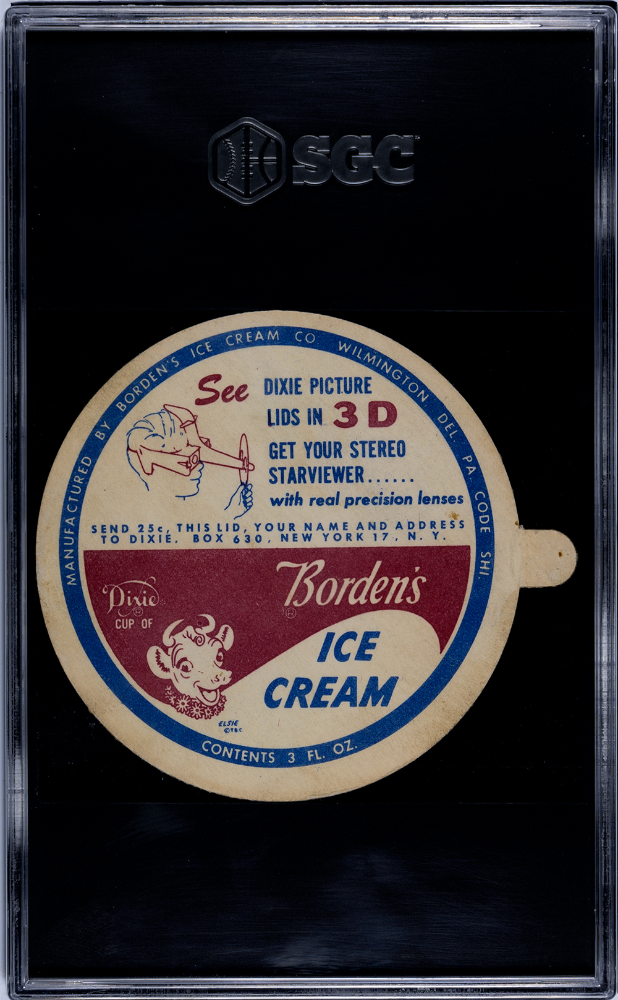 SGC
MANUFACTURED BY BORDEN'S ICE CREAM CO. WILMINGTON DEL. PA. CODE SHI.
See DIXIE PICTURE
LIDS IN 3D
GET YOUR STEREO
STARVIEWER......
with real precision lenses
SEND 25c, THIS LID, YOUR NAME AND ADDRESS
TO DIXIE, BOX 630, NEW YORK 17, N. Y.
Dixie ®
CUP OF
Borden's ®
ICE
CREAM
ELSIE
© TBC
CONTENTS 3 FL. OZ.